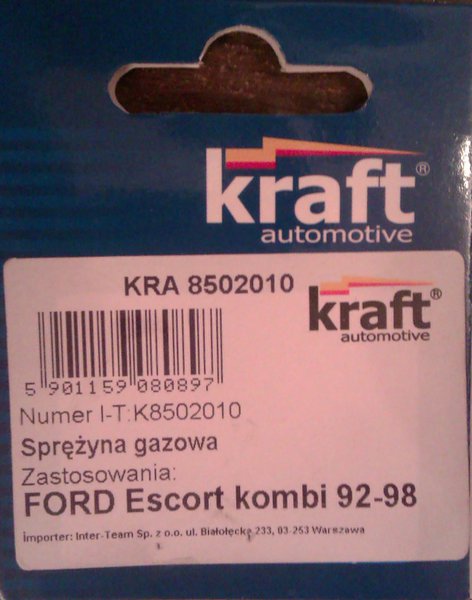 kraft®
automotive
KRA 8502010
kraft®
automotive
5 901159 080897
Numer I-T:K8502010
Sprężyna gazowa
Zastosowania:
FORD Escort kombi 92-98
importer: Inter-Team Sp. z o.o. ul. Białołęcka 233, 03-253 Warszawa